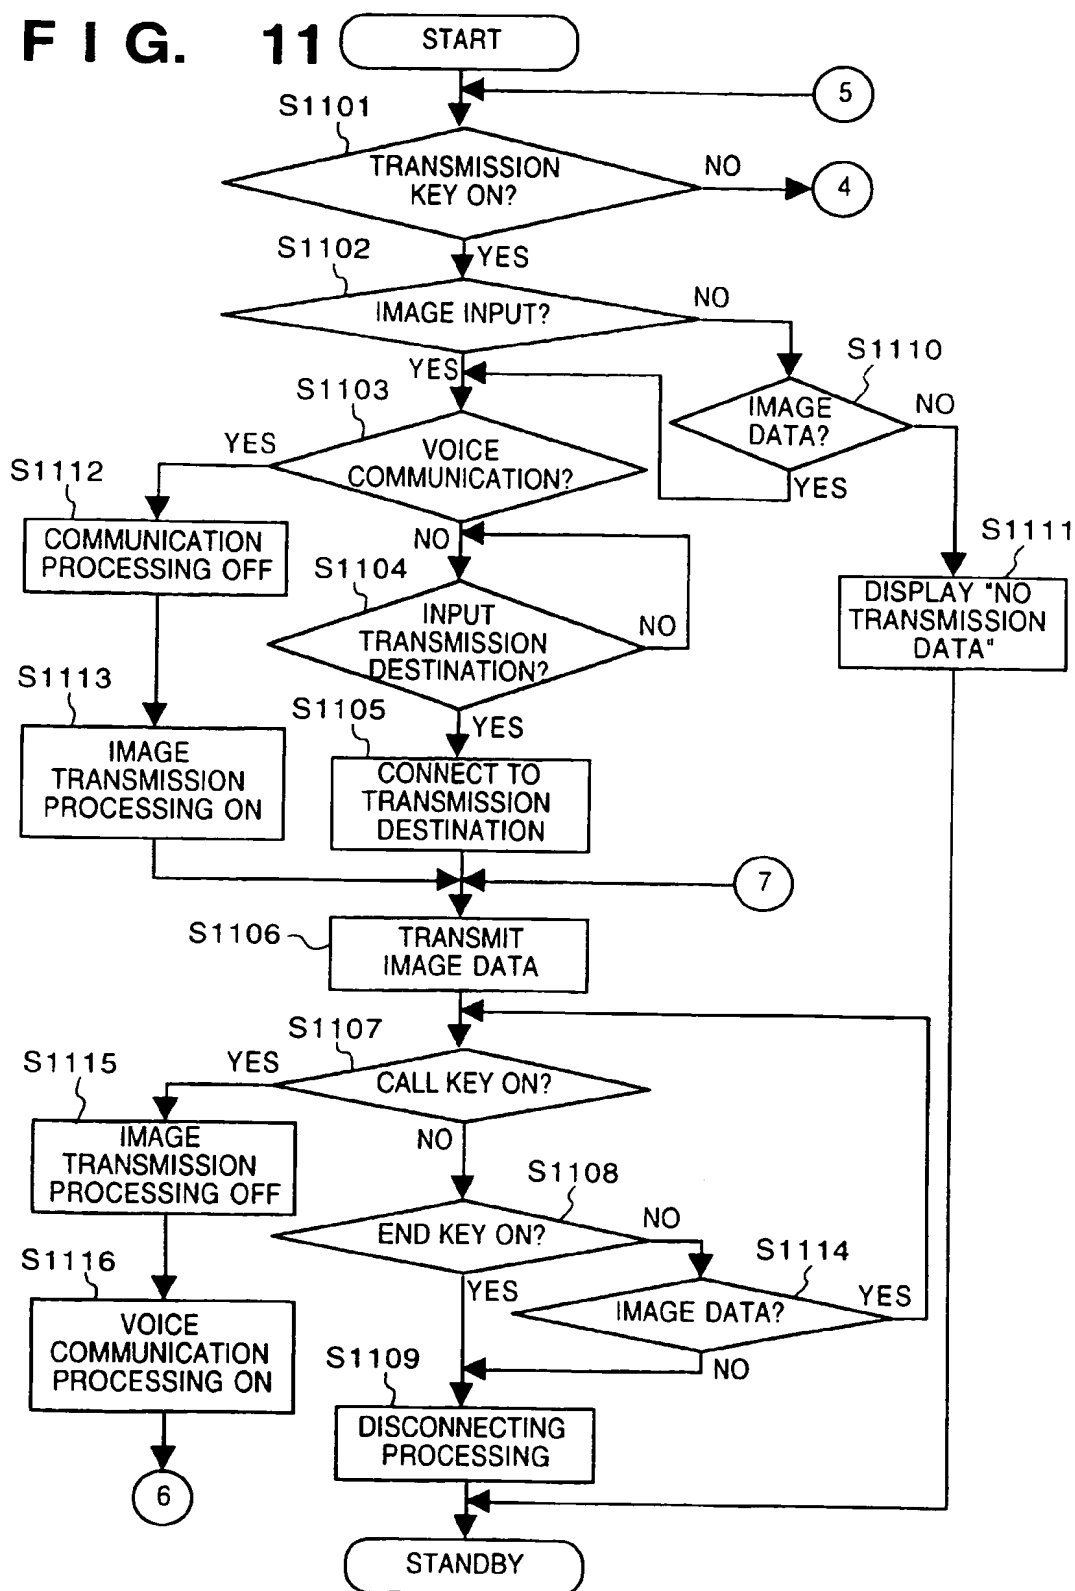 FIG. 11
START
5
S1101
TRANSMISSION
KEY ON?
NO
4
YES
S1102
IMAGE INPUT?
NO
YES
S1110
IMAGE
DATA?
NO
YES
S1103
VOICE
COMMUNICATION?
YES
NO
S1112
COMMUNICATION
PROCESSING OFF
S1111
DISPLAY "NO
TRANSMISSION
DATA"
S1104
INPUT
TRANSMISSION
DESTINATION?
NO
YES
S1113
IMAGE
TRANSMISSION
PROCESSING ON
S1105
CONNECT TO
TRANSMISSION
DESTINATION
7
S1106
TRANSMIT
IMAGE DATA
S1107
CALL KEY ON?
YES
NO
S1115
IMAGE
TRANSMISSION
PROCESSING OFF
S1108
END KEY ON?
NO
YES
S1114
IMAGE DATA?
YES
NO
S1116
VOICE
COMMUNICATION
PROCESSING ON
6
S1109
DISCONNECTING
PROCESSING
STANDBY